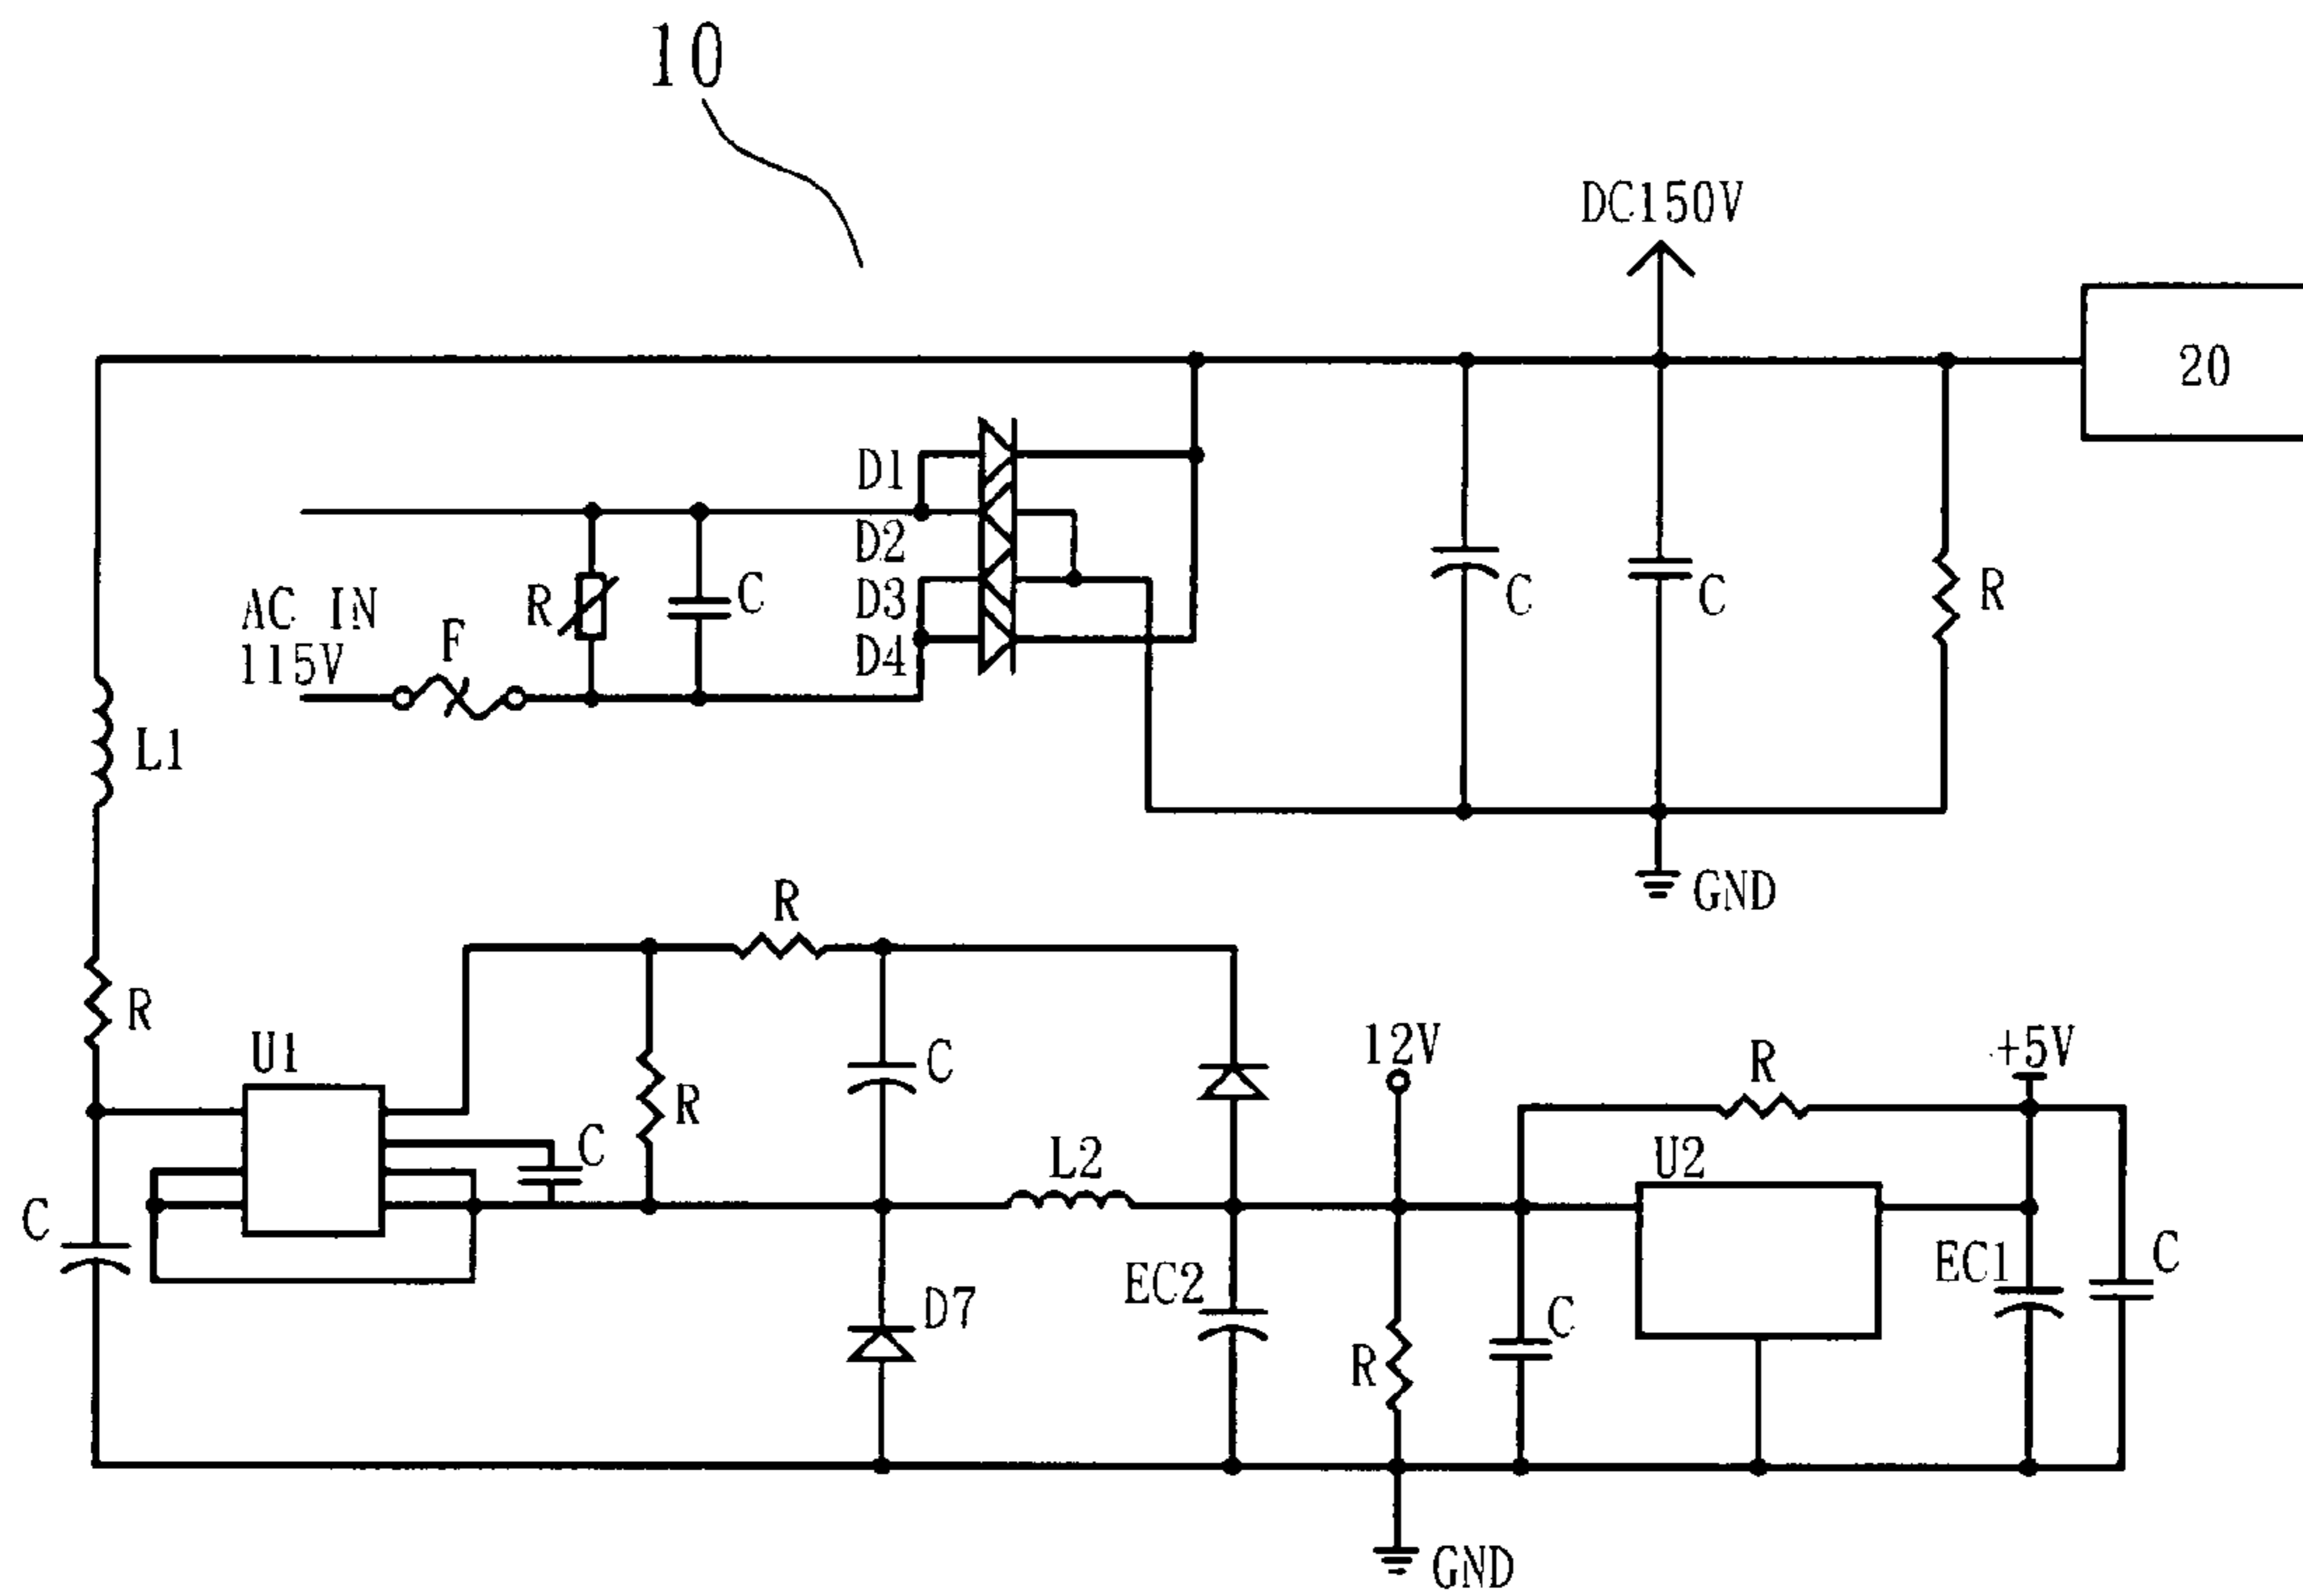 10
DC150V
20
D1
D2
D3
D4
AC IN
115V
F
R
C
C
C
R
L1
GND
R
R
U1
C
R
C
C
L2
12V
R
+5V
U2
EC2
D7
R
C
EC1
C
GND